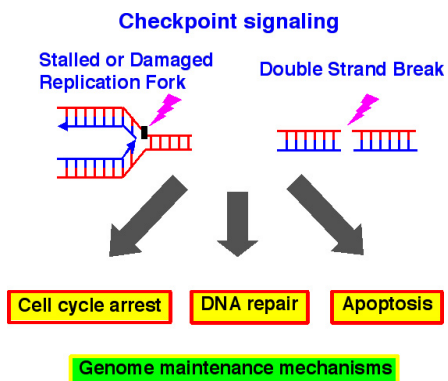 Checkpoint signaling
Stalled or Damaged
Replication Fork
Double Strand Break
Cell cycle arrest
DNA repair
Apoptosis
Genome maintenance mechanisms